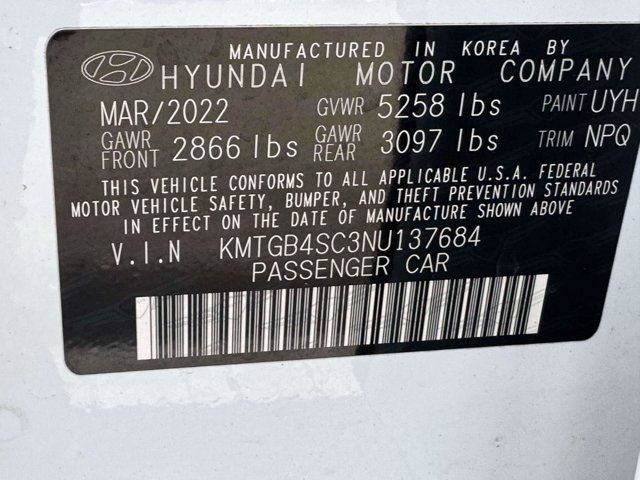 MANUFACTURED IN KOREA BY
HYUNDAI MOTOR COMPANY
MAR/2022 GVWR 5258 lbs PAINT UYH
GAWR FRONT 2866 lbs GAWR REAR 3097 lbs TRIM NPQ
THIS VEHICLE CONFORMS TO ALL APPLICABLE U.S.A. FEDERAL
MOTOR VEHICLE SAFETY, BUMPER, AND THEFT PREVENTION STANDARDS
IN EFFECT ON THE DATE OF MANUFACTURE SHOWN ABOVE
V.I.N KMTGB4SC3NU137684
PASSENGER CAR